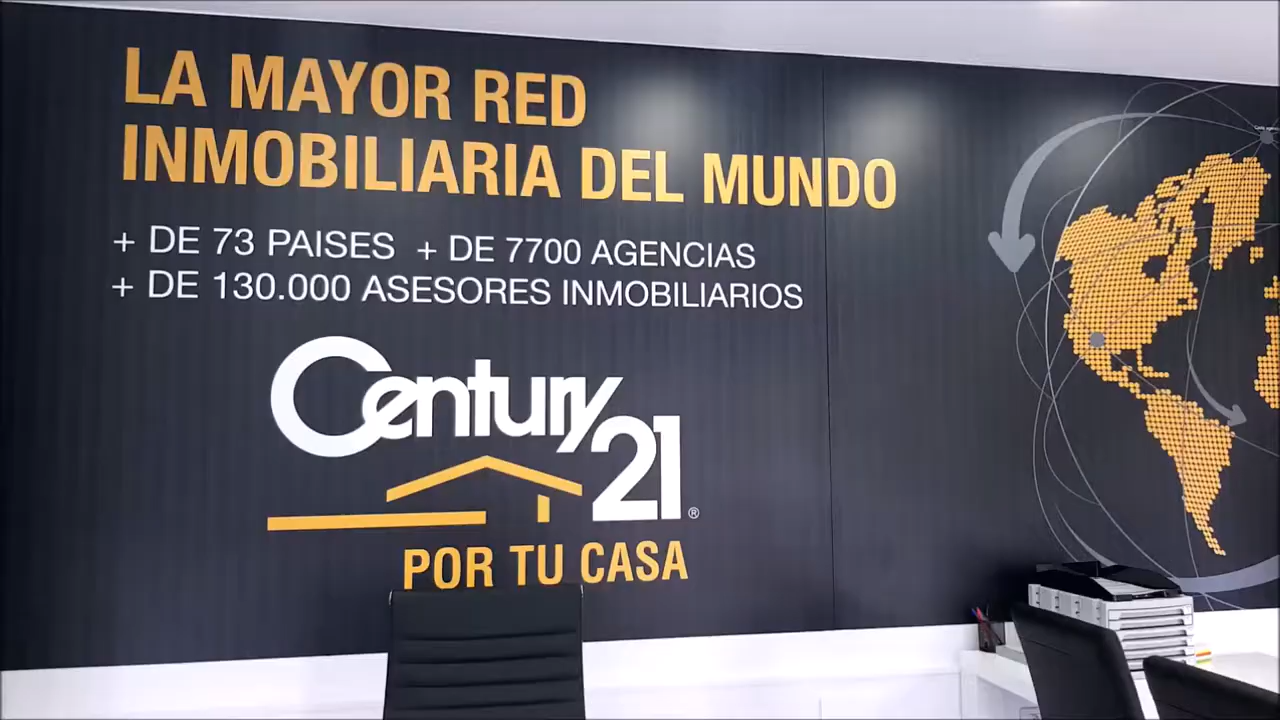 LA MAYOR RED
INMOBILIARIA DEL MUNDO
+ DE 73 PAISES + DE 7700 AGENCIAS
+ DE 130.000 ASESORES INMOBILIARIOS
Century
21®
POR TU CASA